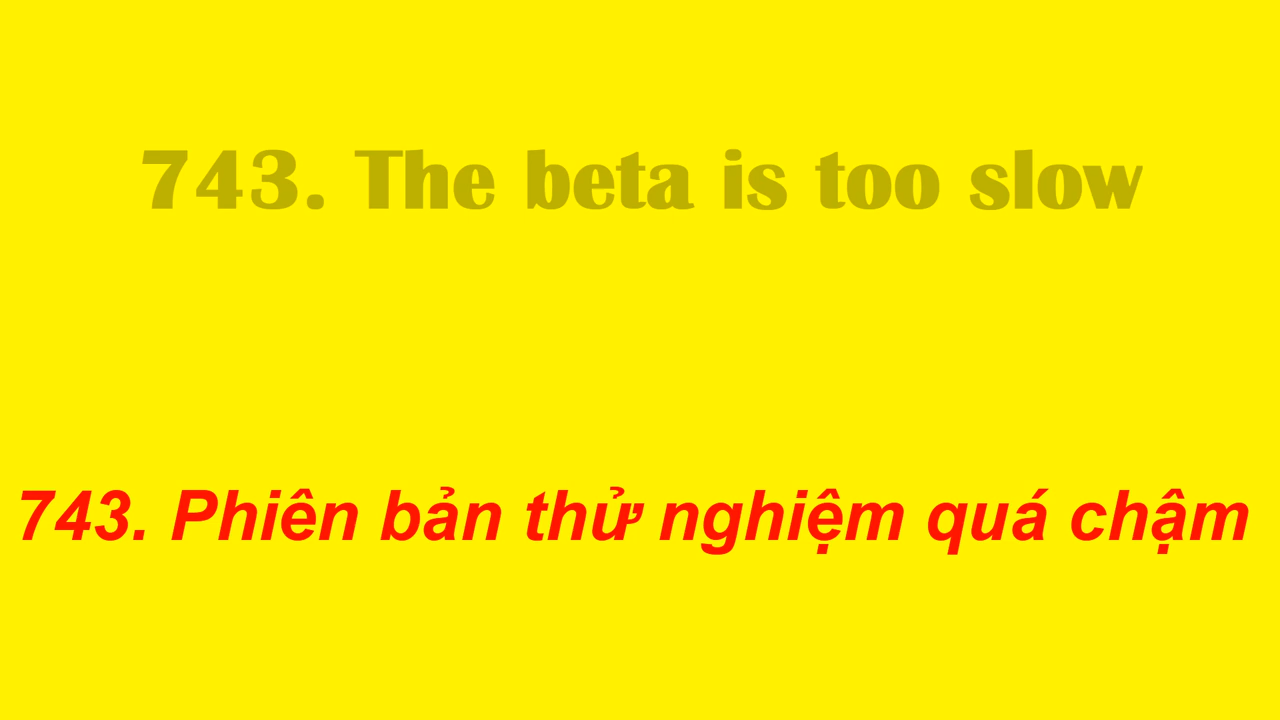 743. The beta is too slow
743. Phiên bản thử nghiệm quá chậm